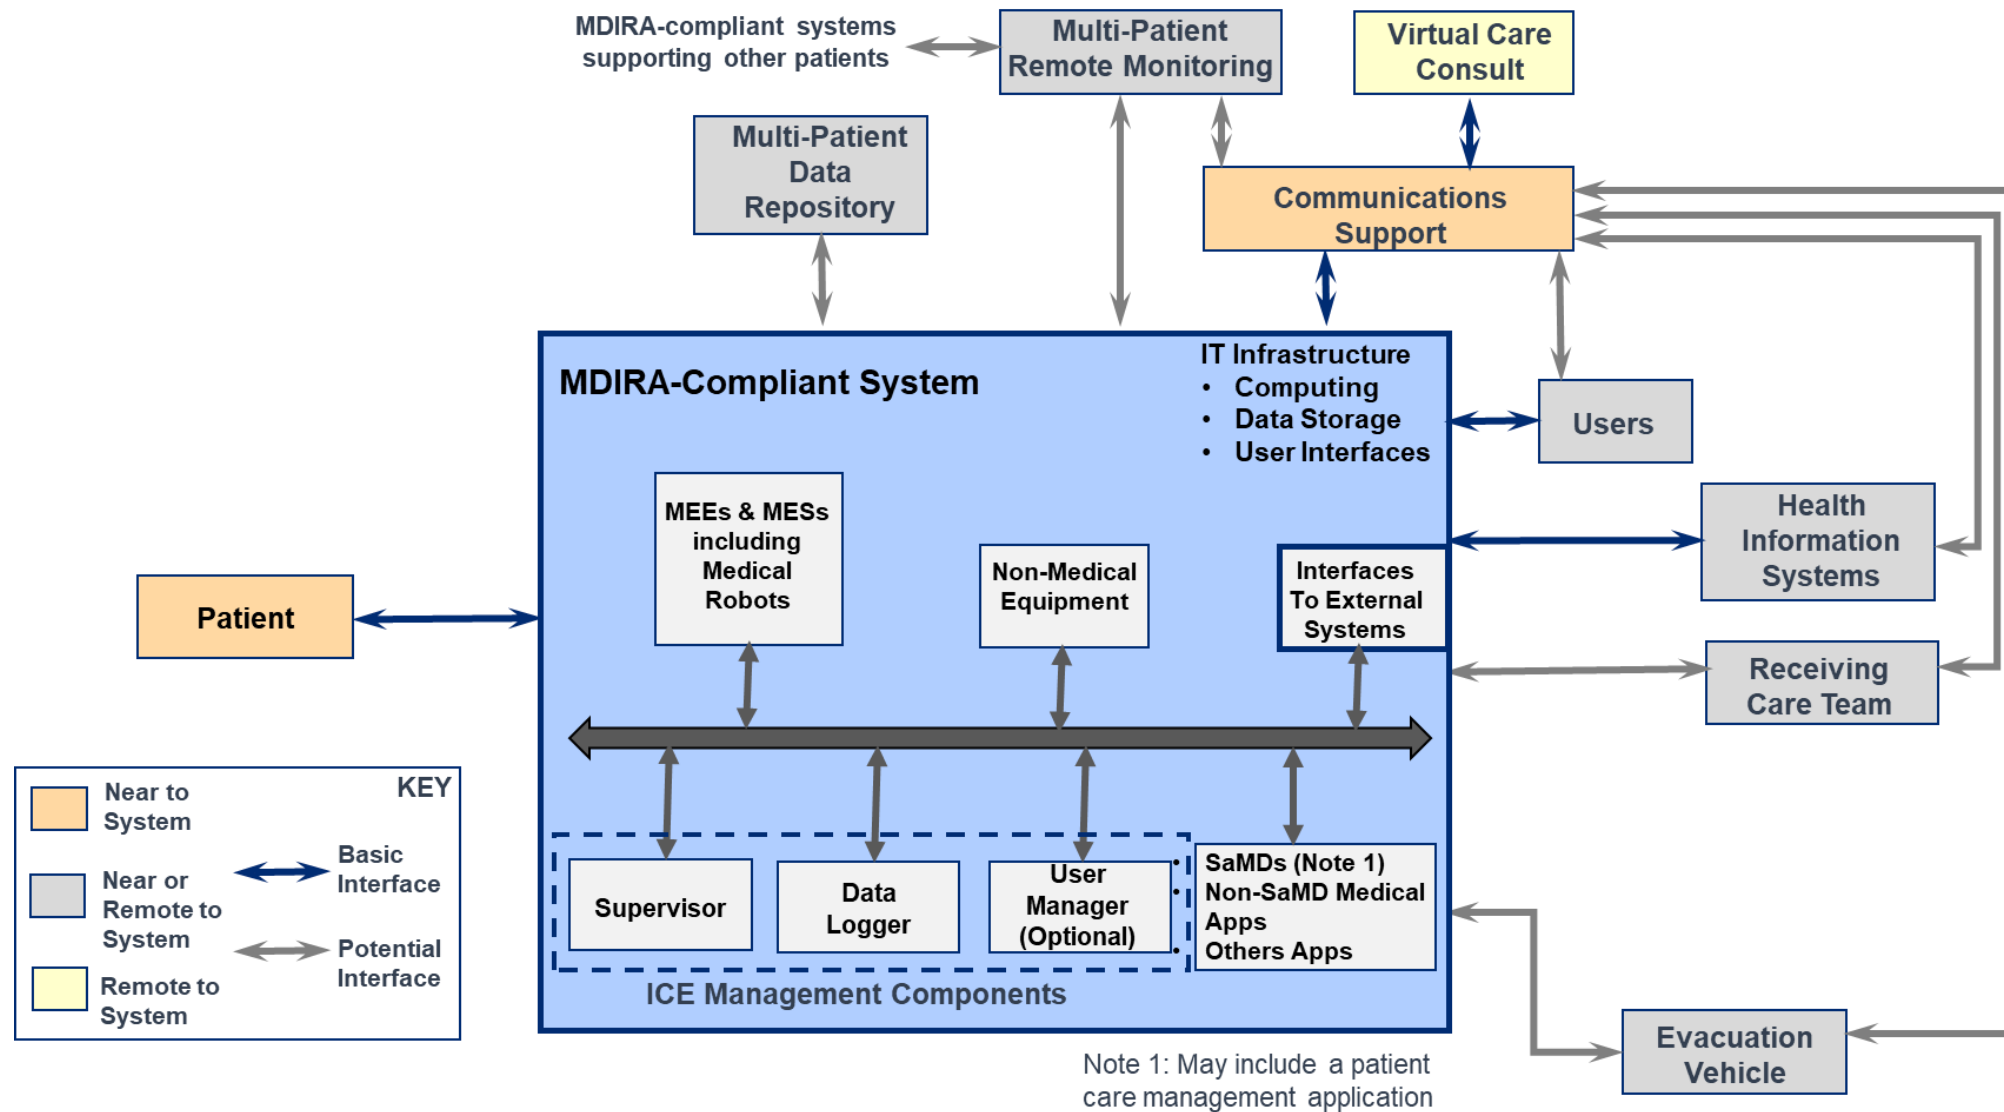 MDIRA-compliant systems
supporting other patients
Multi-Patient
Remote Monitoring
Virtual Care
Consult
Multi-Patient
Data
Repository
Communications
Support
MDIRA-Compliant System
IT Infrastructure
• Computing
• Data Storage
• User Interfaces
Users
MEEs & MESs
including
Medical
Robots
Non-Medical
Equipment
Interfaces
To External
Systems
Health
Information
Systems
Patient
Receiving
Care Team
KEY
Near to
System
Near or
Remote to
System
Remote to
System
Basic
Interface
Potential
Interface
Supervisor
Data
Logger
User
Manager
(Optional)
• SaMDs (Note 1)
• Non-SaMD Medical
Apps
• Others Apps
ICE Management Components
Evacuation
Vehicle
Note 1: May include a patient
care management application